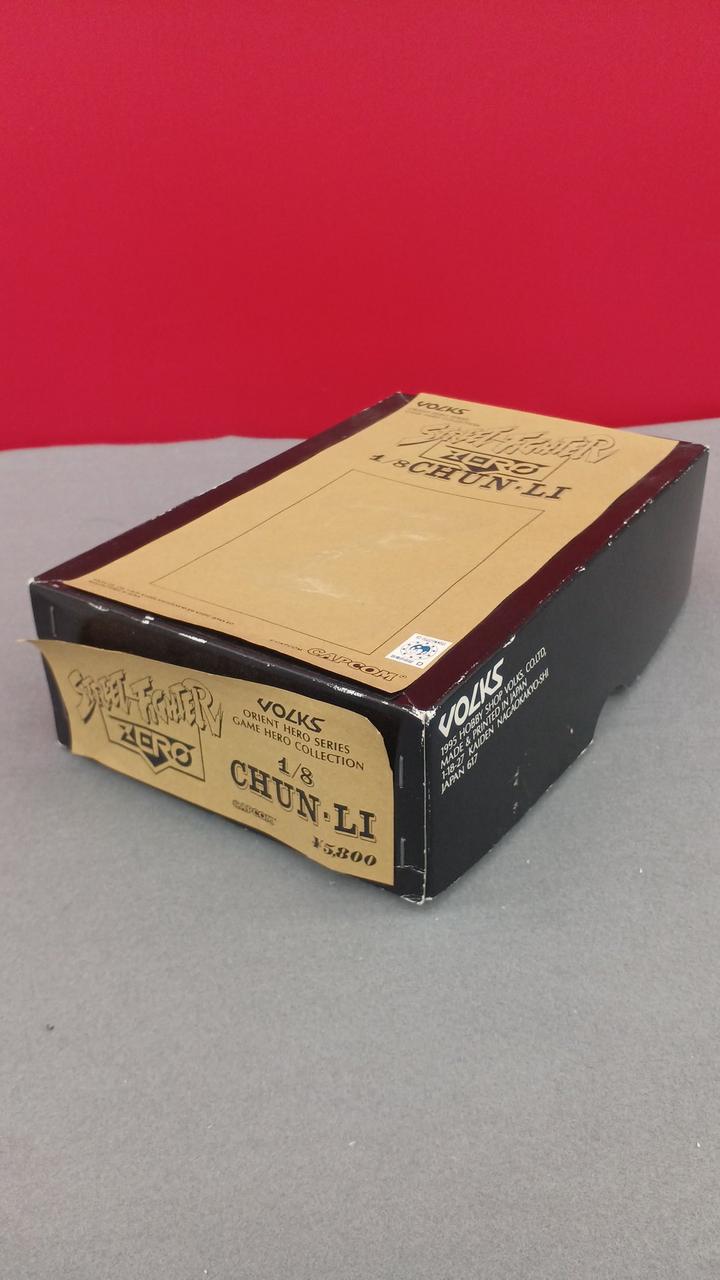 VOLKS
STREET FIGHTER
ZERO
1/8 CHUN·LI
CAPCOM
CAPCOM®
STREET FIGHTER
ZERO
VOLKS
ORIENT HERO SERIES
GAME HERO COLLECTION
1/8
CHUN·LI
CAPCOM
¥5,800
VOLKS
1995 HOBBY SHOP VOLKS, CO.LTD,
MADE & PRINTED IN JAPAN
1-18-27, KAIDEN NAGAOKAKYO-SHI
JAPAN 617